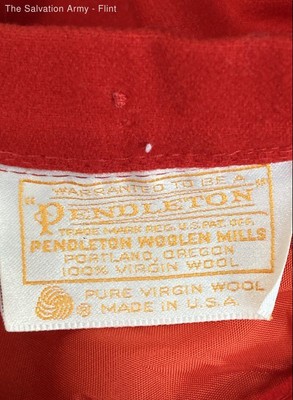 The Salvation Army - Flint
WARRANTED TO BE A
"PENDLETON"
TRADE MARK REG. U.S. PAT. OFF.
PENDLETON WOOLEN MILLS
PORTLAND, OREGON
100% VIRGIN WOOL
PURE VIRGIN WOOL
® MADE IN U.S.A.